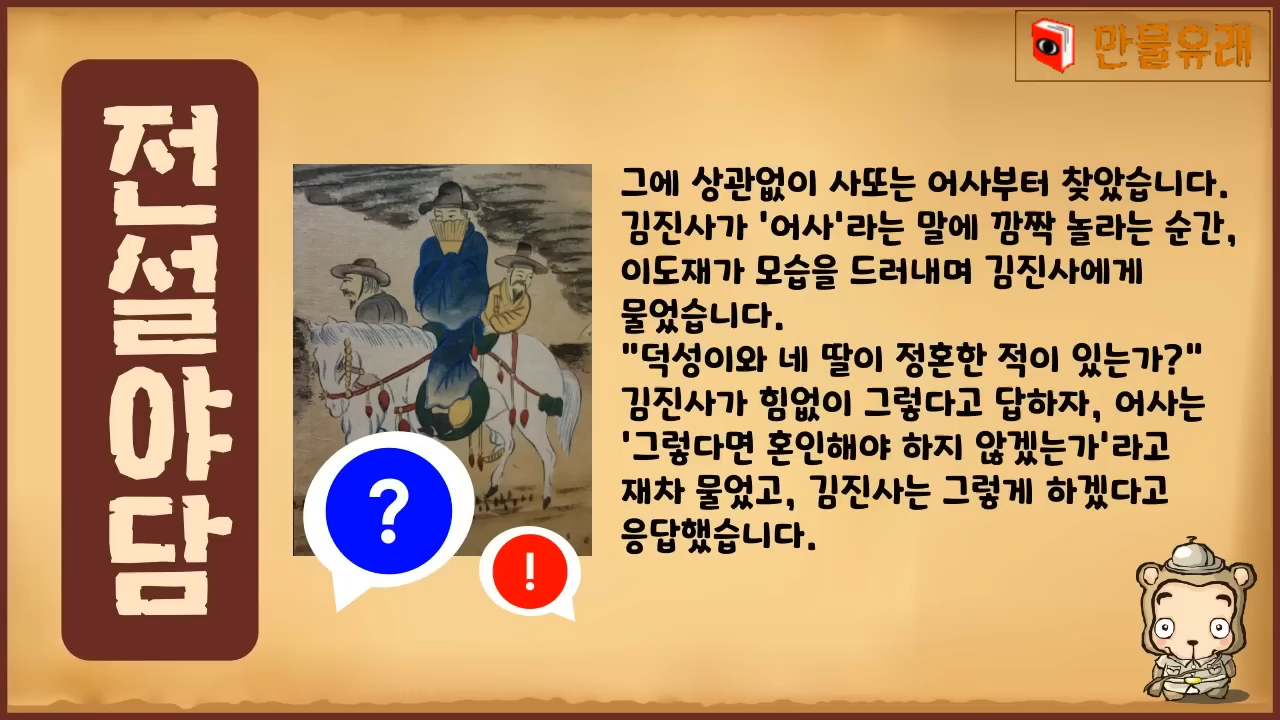 만물유래
전설야담
그에 상관없이 사또는 어사부터 찾았습니다.
김진사가 '어사'라는 말에 깜짝 놀라는 순간,
이도재가 모습을 드러내며 김진사에게
물었습니다.
"덕성이와 네 딸이 정혼한 적이 있는가?"
김진사가 힘없이 그렇다고 답하자, 어사는
'그렇다면 혼인해야 하지 않겠는가'라고
재차 물었고, 김진사는 그렇게 하겠다고
응답했습니다.
?
!